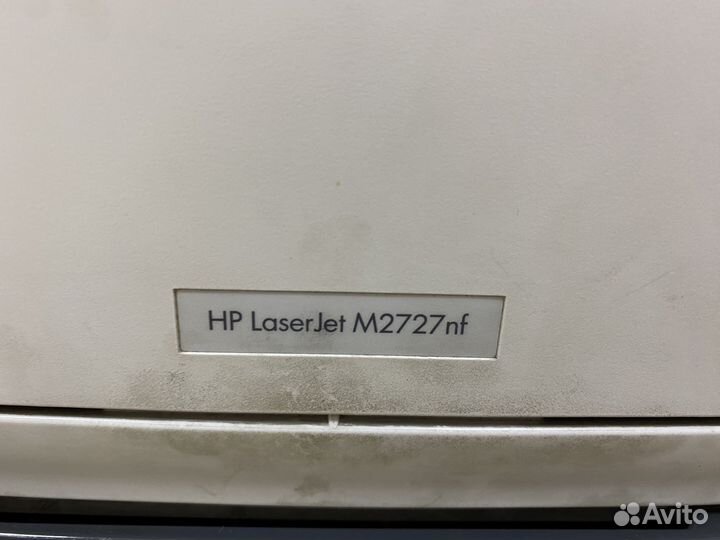 HP LaserJet M2727nf
Avito